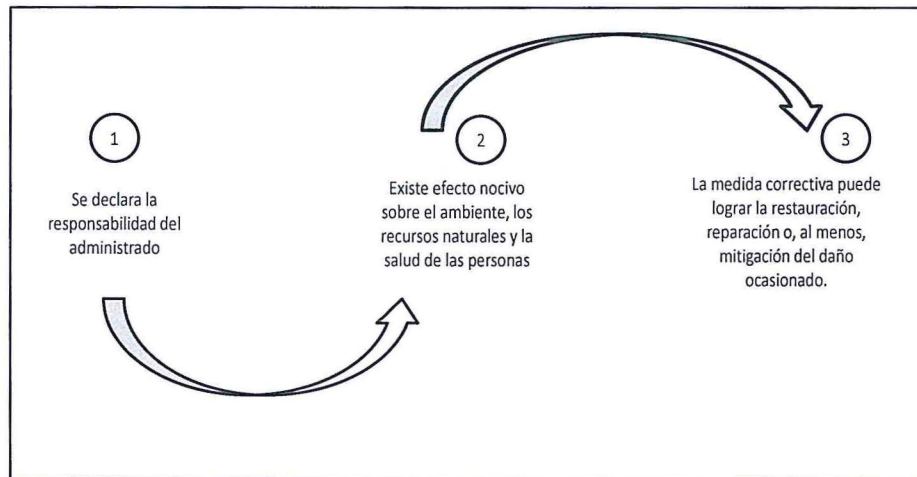 1
Se declara la
responsabilidad del
administrado
2
Existe efecto nocivo
sobre el ambiente, los
recursos naturales y la
salud de las personas
3
La medida correctiva puede
lograr la restauración,
reparación o, al menos,
mitigación del daño
ocasionado.